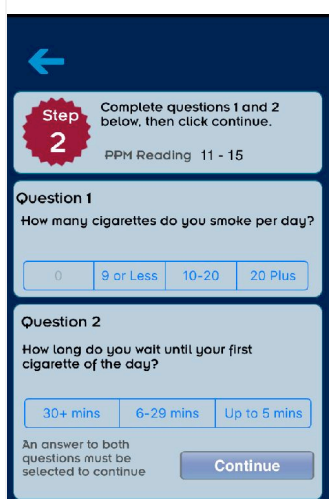 Step
2
Complete questions 1 and 2
below, then click continue.
PPM Reading 11 - 15
Question 1
How many cigarettes do you smoke per day?
0 9 or Less 10-20 20 Plus
Question 2
How long do you wait until your first
cigarette of the day?
30+ mins 6-29 mins Up to 5 mins
An answer to both
questions must be
selected to continue
Continue